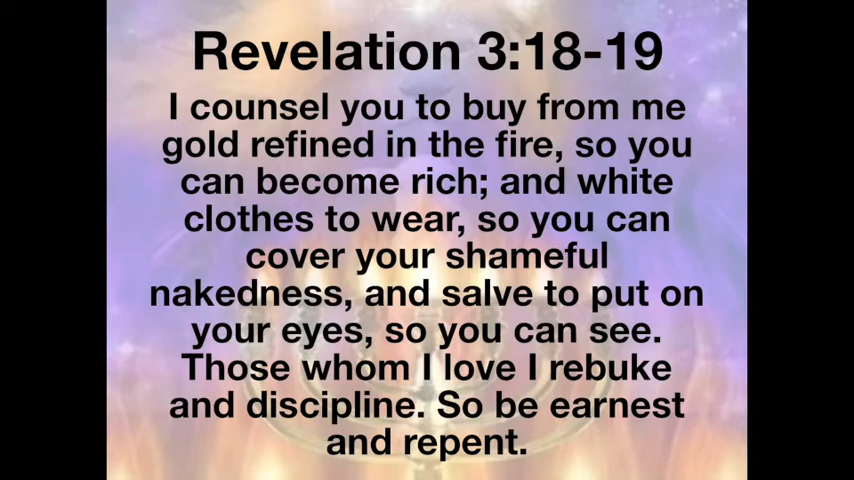 Revelation 3:18-19
I counsel you to buy from me
gold refined in the fire, so you
can become rich; and white
clothes to wear, so you can
cover your shameful
nakedness, and salve to put on
your eyes, so you can see.
Those whom I love I rebuke
and discipline. So be earnest
and repent.